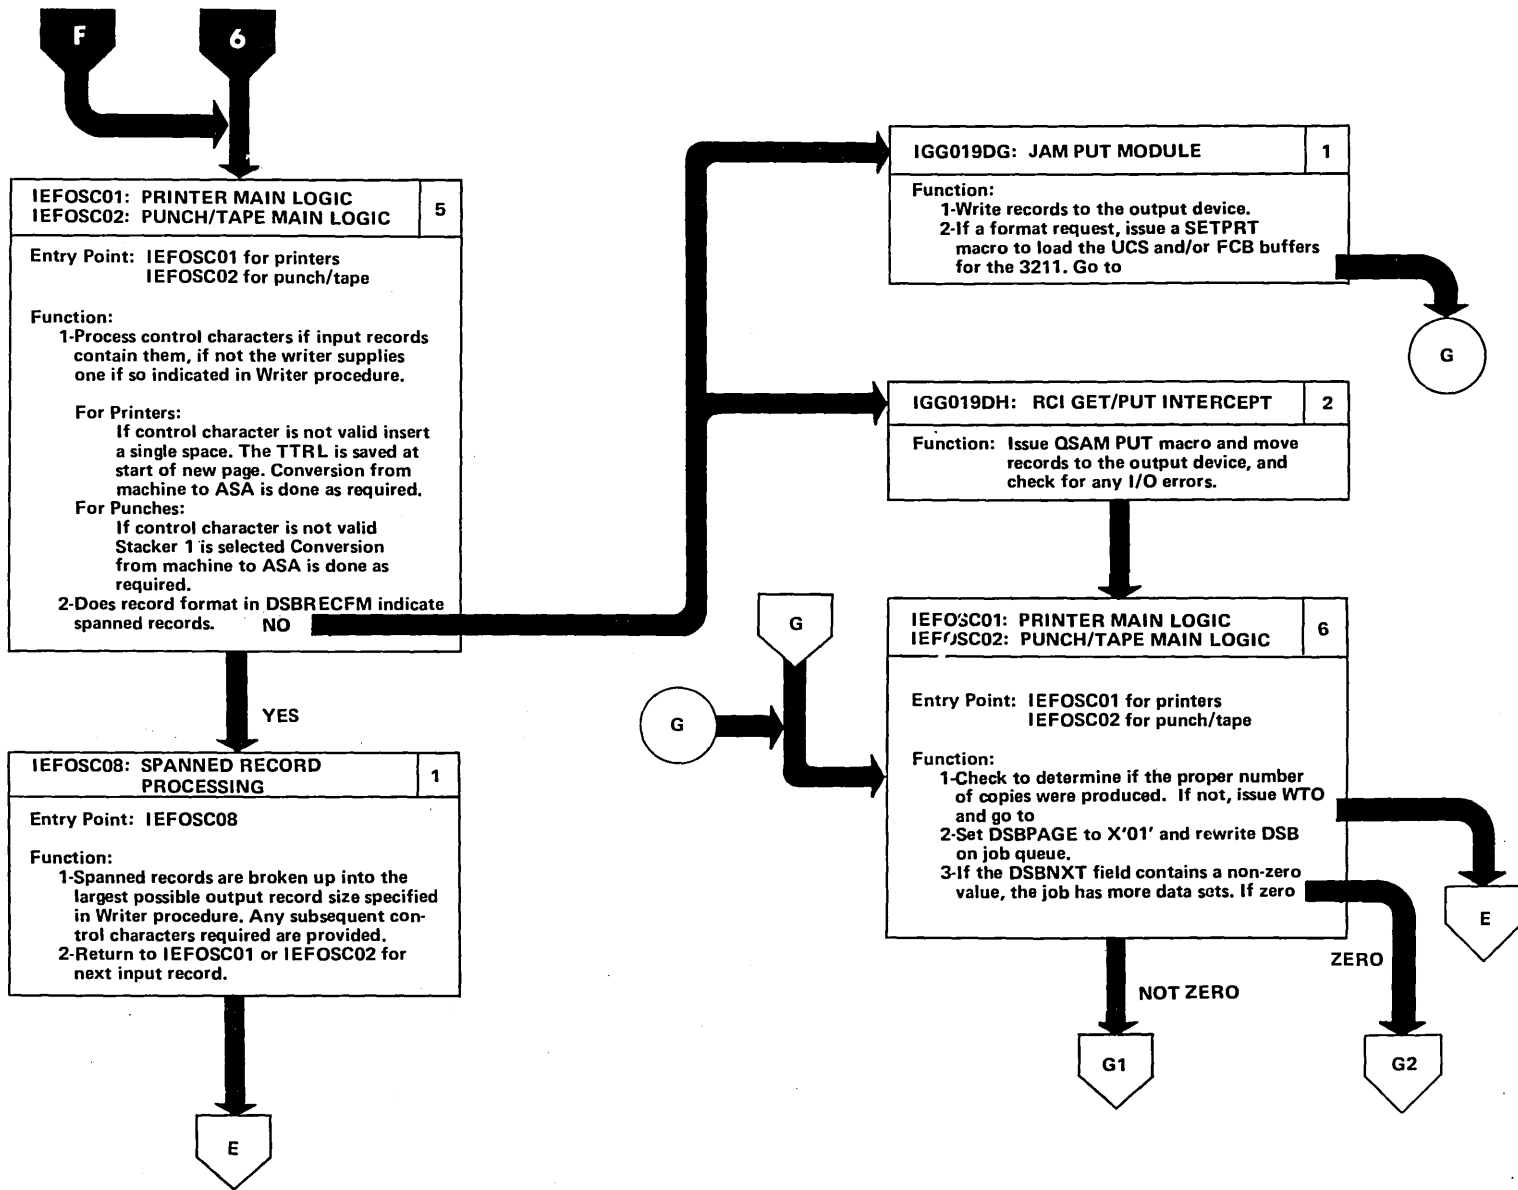 F
6
IEFOSC01: PRINTER MAIN LOGIC
IEFOSC02: PUNCH/TAPE MAIN LOGIC
5
Entry Point: IEFOSC01 for printers
IEFOSC02 for punch/tape
Function:
1-Process control characters if input records
contain them, if not the writer supplies
one if so indicated in Writer procedure.
For Printers:
If control character is not valid insert
a single space. The TTRL is saved at
start of new page. Conversion from
machine to ASA is done as required.
For Punches:
If control character is not valid
Stacker 1 is selected Conversion
from machine to ASA is done as
required.
2-Does record format in DSBRECFM indicate
spanned records. NO
YES
IEFOSC08: SPANNED RECORD
PROCESSING
1
Entry Point: IEFOSC08
Function:
1-Spanned records are broken up into the
largest possible output record size specified
in Writer procedure. Any subsequent con-
trol characters required are provided.
2-Return to IEFOSC01 or IEFOSC02 for
next input record.
E
IGG019DG: JAM PUT MODULE
1
Function:
1-Write records to the output device.
2-If a format request, issue a SETPRT
macro to load the UCS and/or FCB buffers
for the 3211. Go to
G
IGG019DH: RCI GET/PUT INTERCEPT
2
Function: Issue QSAM PUT macro and move
records to the output device, and
check for any I/O errors.
G
G
IEFOSC01: PRINTER MAIN LOGIC
IEFOSC02: PUNCH/TAPE MAIN LOGIC
6
Entry Point: IEFOSC01 for printers
IEFOSC02 for punch/tape
Function:
1-Check to determine if the proper number
of copies were produced. If not, issue WTO
and go to
2-Set DSBPAGE to X'01' and rewrite DSB
on job queue.
3-If the DSBNXT field contains a non-zero
value, the job has more data sets. If zero
E
ZERO
NOT ZERO
G1
G2